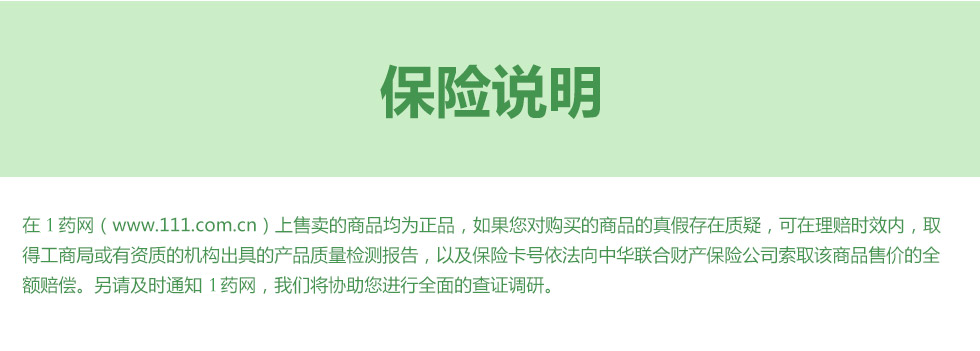 保险说明
在1药网（www.111.com.cn）上售卖的商品均为正品，如果您对购买的商品的真假存在质疑，可在理赔时效内，取
得工商局或有资质的机构出具的产品质量检测报告，以及保险卡号依法向中华联合财产保险公司索取该商品售价的全
额赔偿。另请及时通知1药网，我们将协助您进行全面的查证调研。